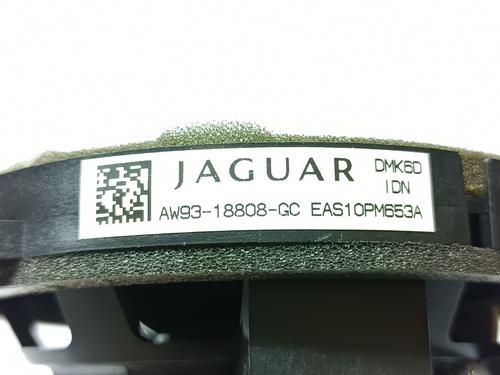 JAGUAR DMK6D
IDN
AW93-18808-GC EAS10PM653A